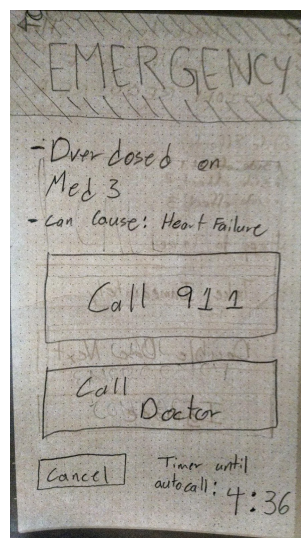 EMERGENCY
- Overdosed on
Med 3
- can cause: Heart Failure
Call 911
Call
Doctor
Cancel
Timer until
autocall:
4:36